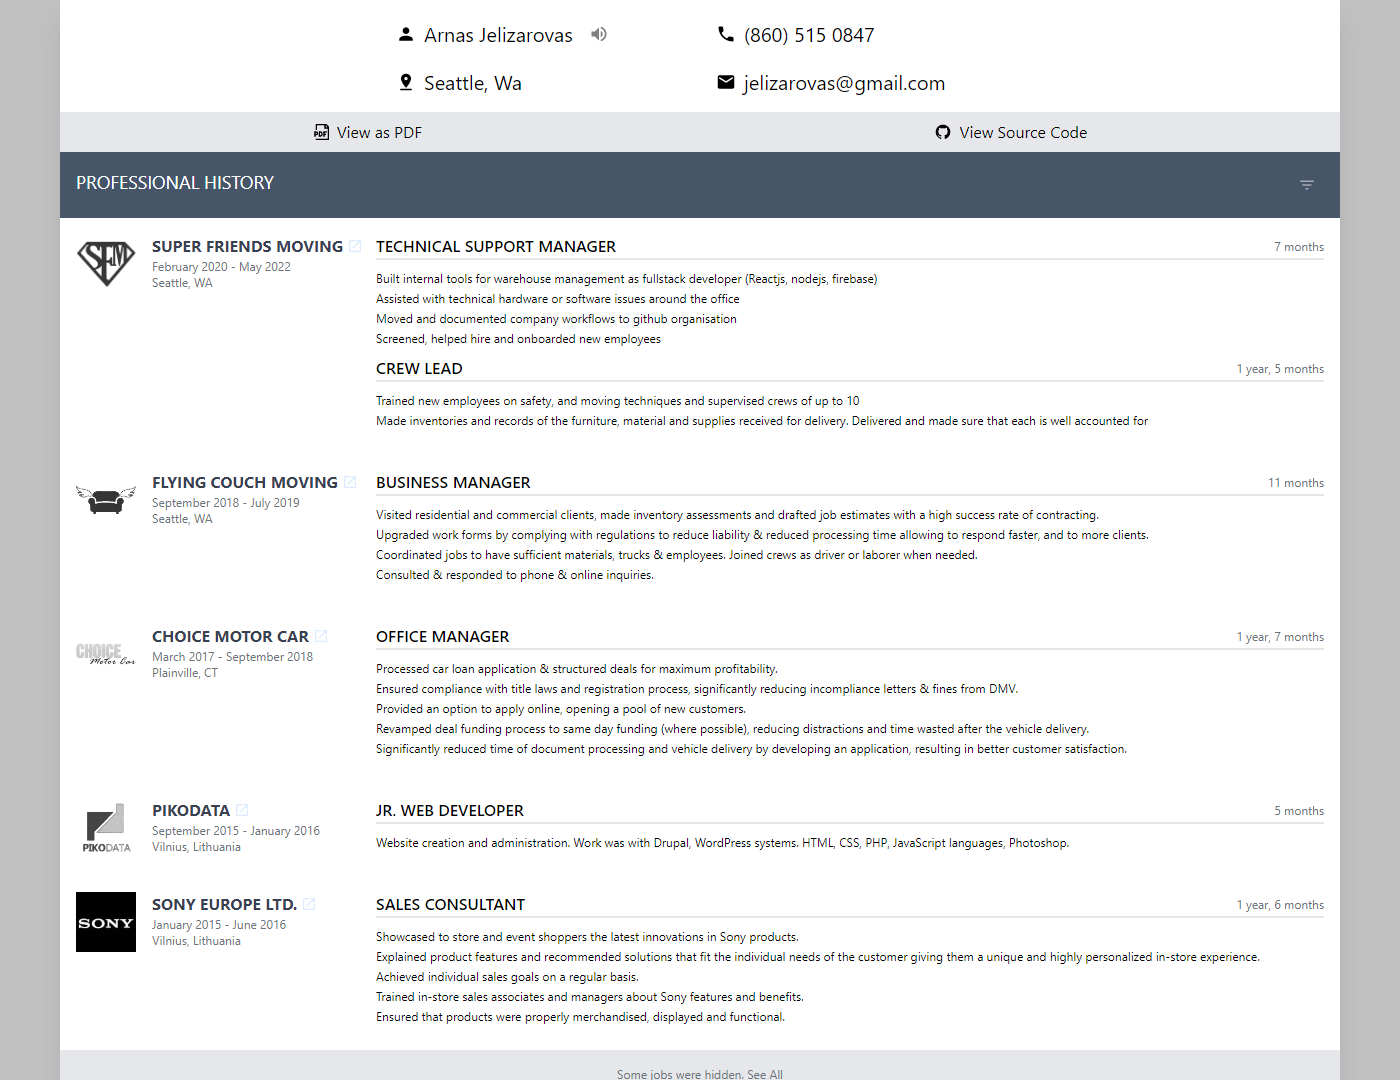 Arnas Jelizarovas
(860) 515 0847
Seattle, Wa
jelizarovas@gmail.com
PDF
View as PDF
View Source Code
PROFESSIONAL HISTORY
SFM
SUPER FRIENDS MOVING
February 2020 - May 2022
Seattle, WA
TECHNICAL SUPPORT MANAGER
7 months
Built internal tools for warehouse management as fullstack developer (Reactjs, nodejs, firebase)
Assisted with technical hardware or software issues around the office
Moved and documented company workflows to github organisation
Screened, helped hire and onboarded new employees
CREW LEAD
1 year, 5 months
Trained new employees on safety, and moving techniques and supervised crews of up to 10
Made inventories and records of the furniture, material and supplies received for delivery. Delivered and made sure that each is well accounted for
FLYING COUCH MOVING
September 2018 - July 2019
Seattle, WA
BUSINESS MANAGER
11 months
Visited residential and commercial clients, made inventory assessments and drafted job estimates with a high success rate of contracting.
Upgraded work forms by complying with regulations to reduce liability & reduced processing time allowing to respond faster, and to more clients.
Coordinated jobs to have sufficient materials, trucks & employees. Joined crews as driver or laborer when needed.
Consulted & responded to phone & online inquiries.
CHOICE
Motor Car
CHOICE MOTOR CAR
March 2017 - September 2018
Plainville, CT
OFFICE MANAGER
1 year, 7 months
Processed car loan application & structured deals for maximum profitability.
Ensured compliance with title laws and registration process, significantly reducing incompliance letters & fines from DMV.
Provided an option to apply online, opening a pool of new customers.
Revamped deal funding process to same day funding (where possible), reducing distractions and time wasted after the vehicle delivery.
Significantly reduced time of document processing and vehicle delivery by developing an application, resulting in better customer satisfaction.
PIKODATA
PIKODATA
September 2015 - January 2016
Vilnius, Lithuania
JR. WEB DEVELOPER
5 months
Website creation and administration. Work was with Drupal, WordPress systems. HTML, CSS, PHP, JavaScript languages, Photoshop.
SONY
SONY EUROPE LTD.
January 2015 - June 2016
Vilnius, Lithuania
SALES CONSULTANT
1 year, 6 months
Showcased to store and event shoppers the latest innovations in Sony products.
Explained product features and recommended solutions that fit the individual needs of the customer giving them a unique and highly personalized in-store experience.
Achieved individual sales goals on a regular basis.
Trained in-store sales associates and managers about Sony features and benefits.
Ensured that products were properly merchandised, displayed and functional.
Some jobs were hidden. See All